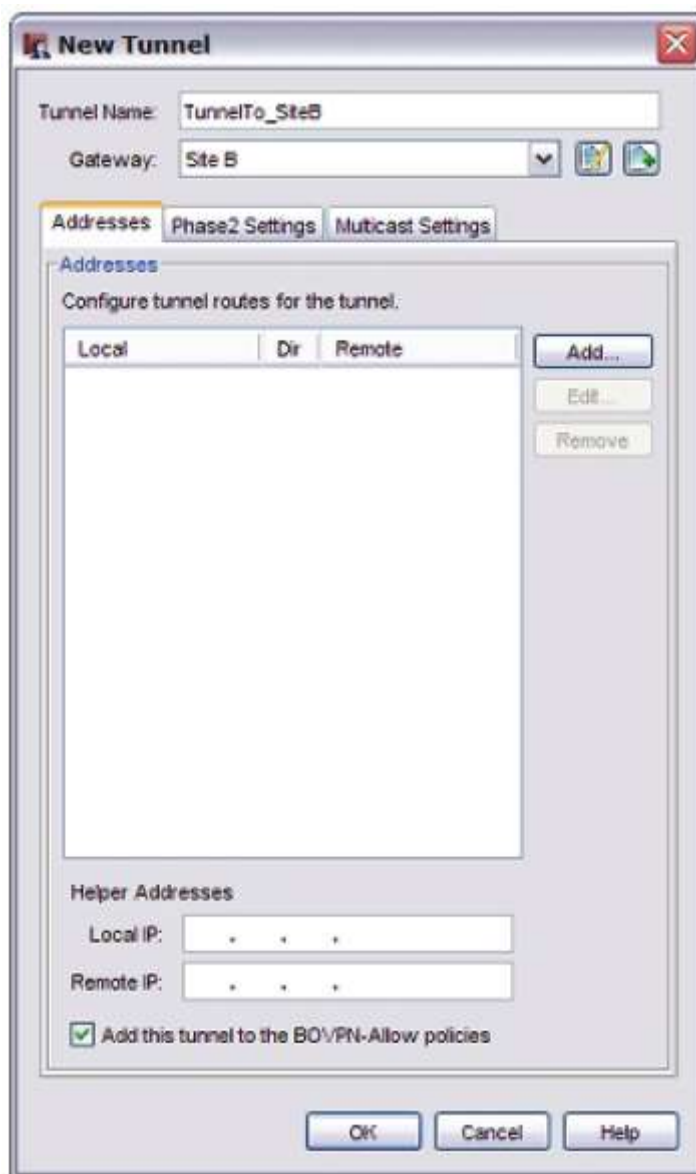 New Tunnel
Tunnel Name: TunnelTo_SiteB
Gateway: Site B
Addresses Phase2 Settings Multicast Settings
Addresses
Configure tunnel routes for the tunnel.
Local Dir Remote
Add...
Edit...
Remove
Helper Addresses
Local IP: . . .
Remote IP: . . .
Add this tunnel to the BOVPN-Allow policies
OK Cancel Help